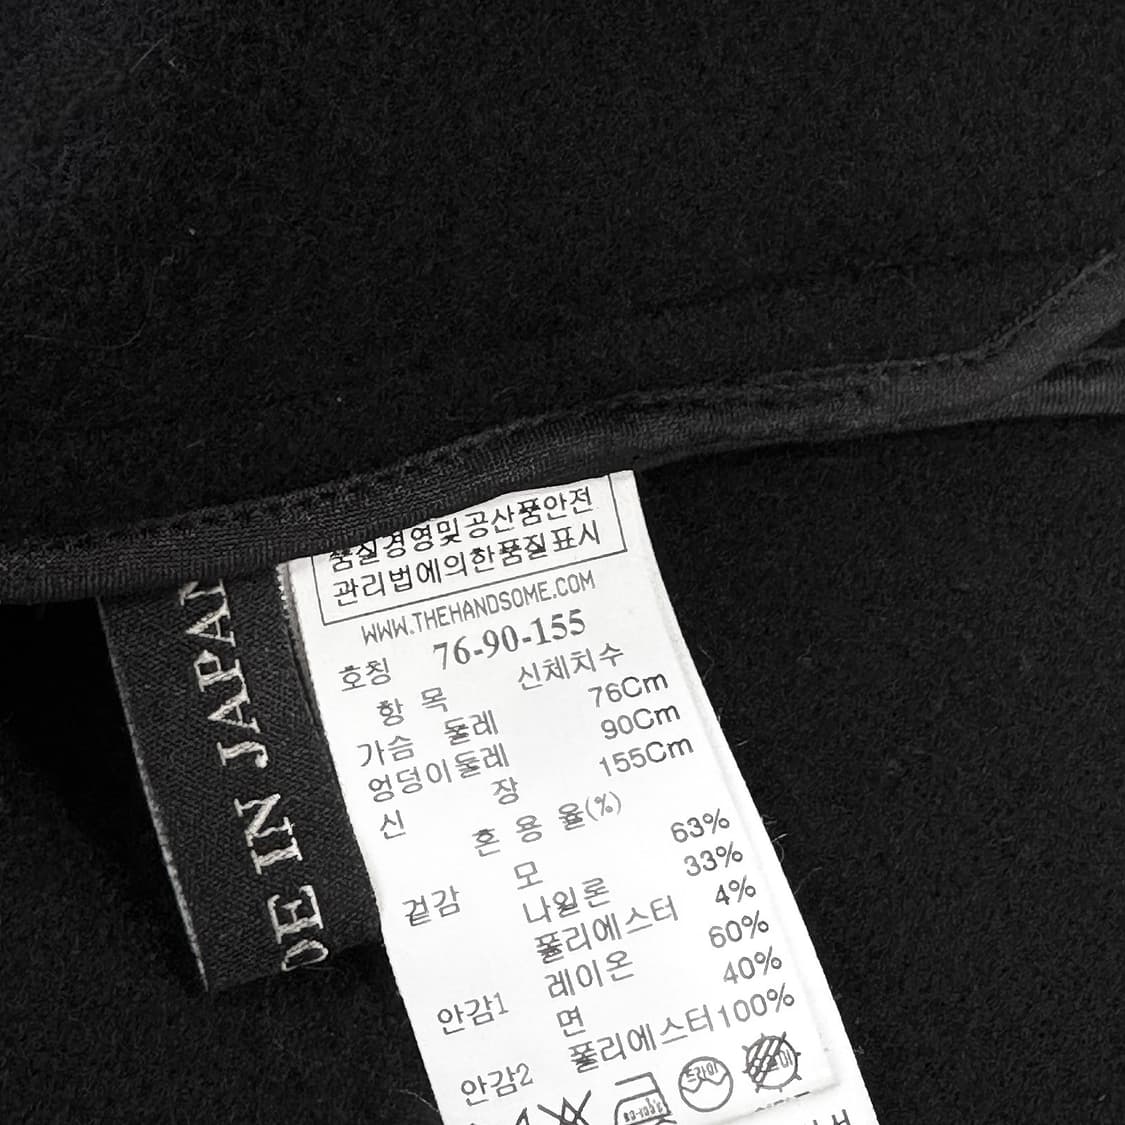 DE IN JAPAN
품질경영및공산품안전
관리법에의한품질표시
WWW.THEHANDSOME.COM
호칭 76-90-155
항 목 신체치수
가슴 둘레 76Cm
엉덩이둘레 90Cm
신 장 155Cm
혼 용 율(%)
겉감 모 63%
나일론 33%
폴리에스터 4%
안감1 레이온 60%
면 40%
안감2 폴리에스터100%
드라이